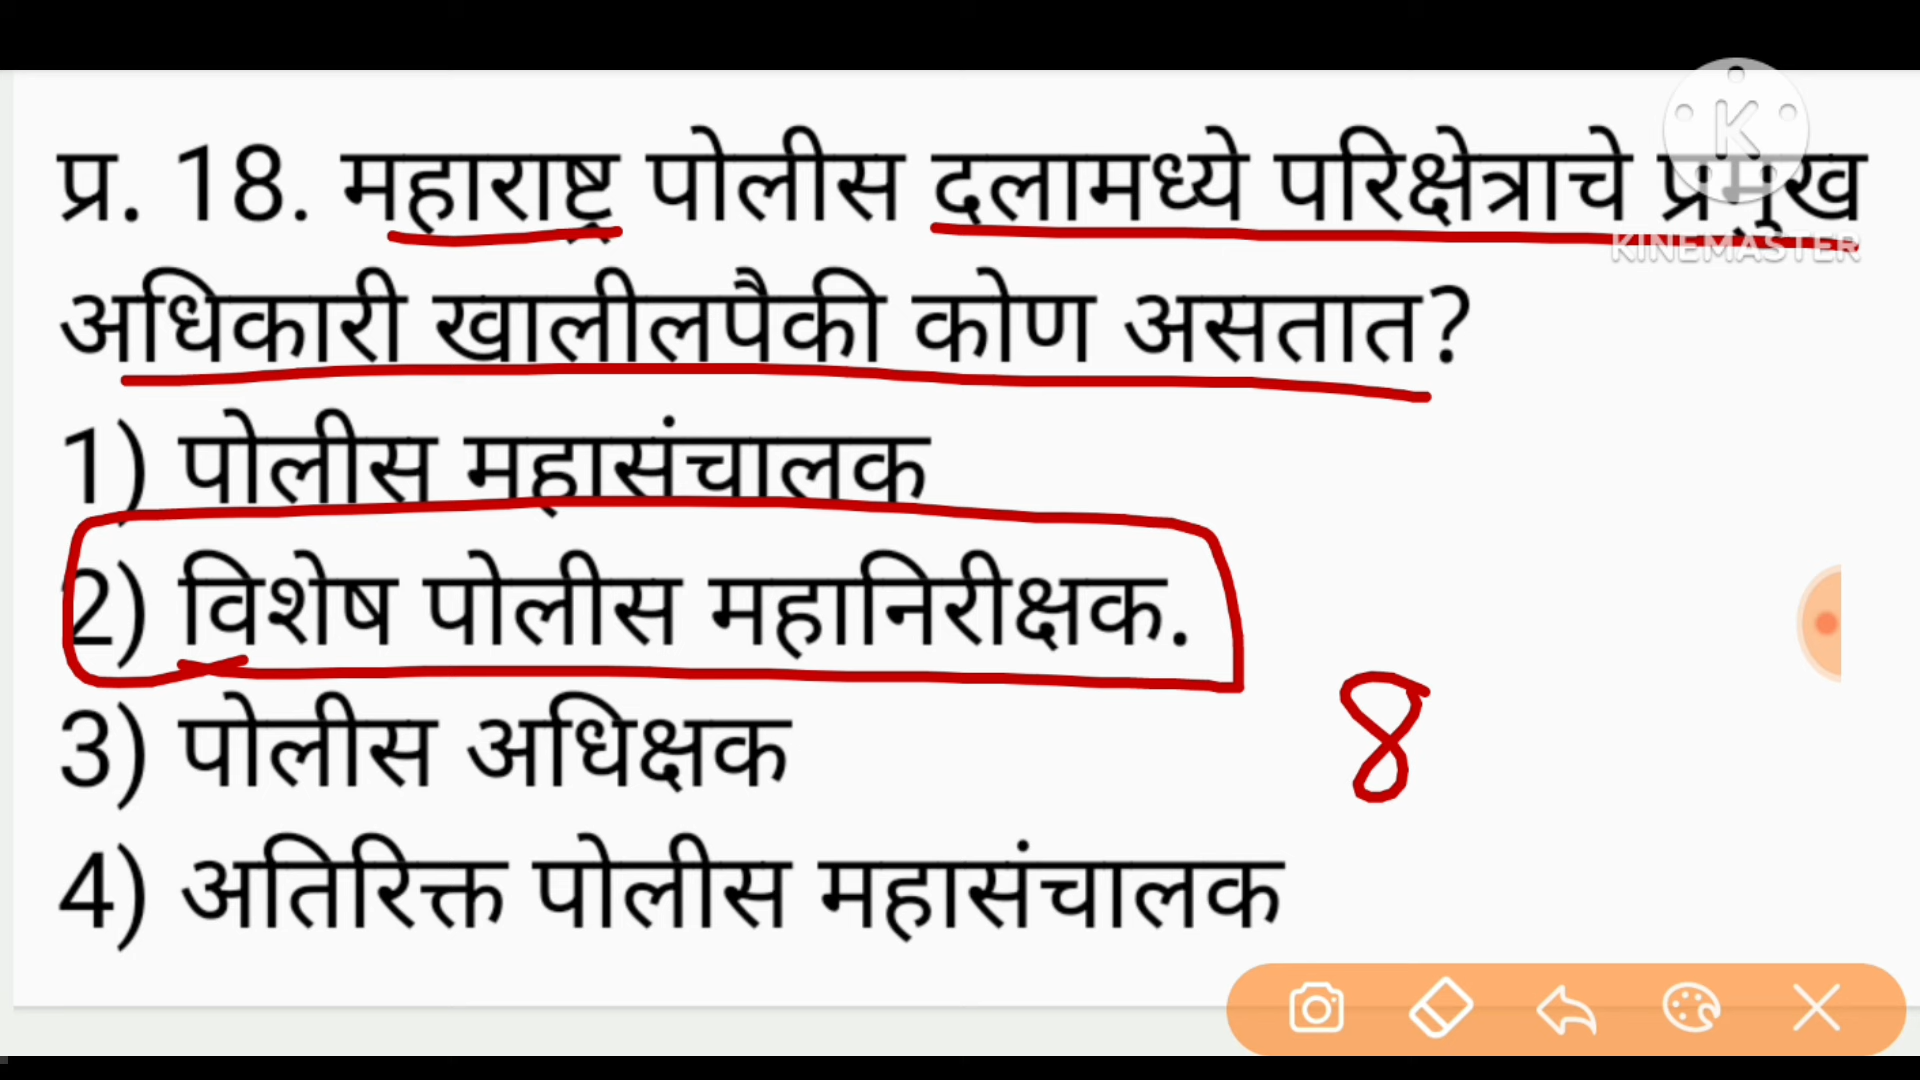 प्र. 18. महाराष्ट्र पोलीस दलामध्ये परिक्षेत्राचे प्रमुख
KINEMASTER
अधिकारी खालीलपैकी कोण असतात?
1) पोलीस महासंचालक
2) विशेष पोलीस महानिरीक्षक.
3) पोलीस अधिक्षक
8
4) अतिरिक्त पोलीस महासंचालक